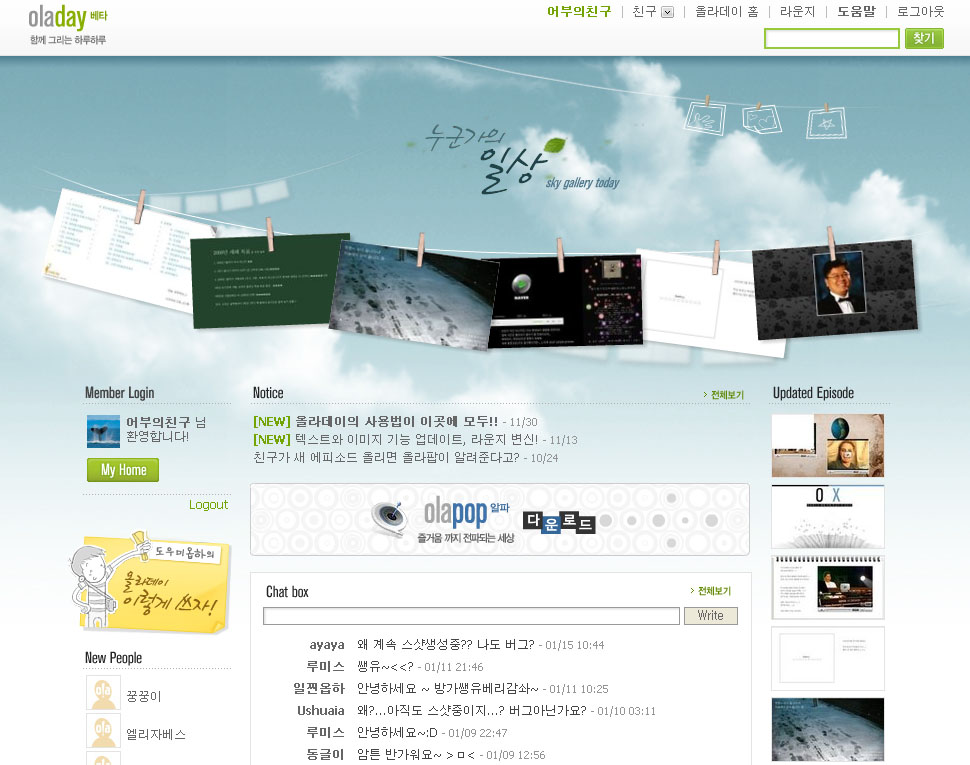 oladay 베타
함께 그리는 하루하루
어부의친구 | 친구 | 올라데이 홈 | 라운지 | 도움말 | 로그아웃
찾기
누군가의
일상
sky gallery today
NAVER
Member Login
어부의친구 님
환영합니다!
My Home
Logout
도우미옵하의
올라데이
이렇게 쓰자!
New People
ola
꿍꿍이
ola
엘리자베스
Notice
> 전체보기
[NEW] 올라데이의 사용법이 이곳에 모두!! - 11/30
[NEW] 텍스트와 이미지 기능 업데이트, 라운지 변신! - 11/13
친구가 새 에피소드 올리면 올라팝이 알려준다고? - 10/24
olapop 알파
즐거움 까지 전파되는 세상
다운로드
Chat box
> 전체보기
Write
ayaya 왜 계속 스샷생성중?? 나도 버그? - 01/15 10:44
루미스 쌩유~<<? - 01/11 21:46
일찐옵하 안녕하세요 ~ 방가쌩유베리감솨~ - 01/11 10:25
Ushuaia 왜?...아직도 스샷중이지...? 버그아닌가요? - 01/10 03:11
루미스 안녕하세요~:D - 01/09 22:47
동글이 암튼 반가워요~ >ㅁ< - 01/09 12:56
Updated Episode
O X